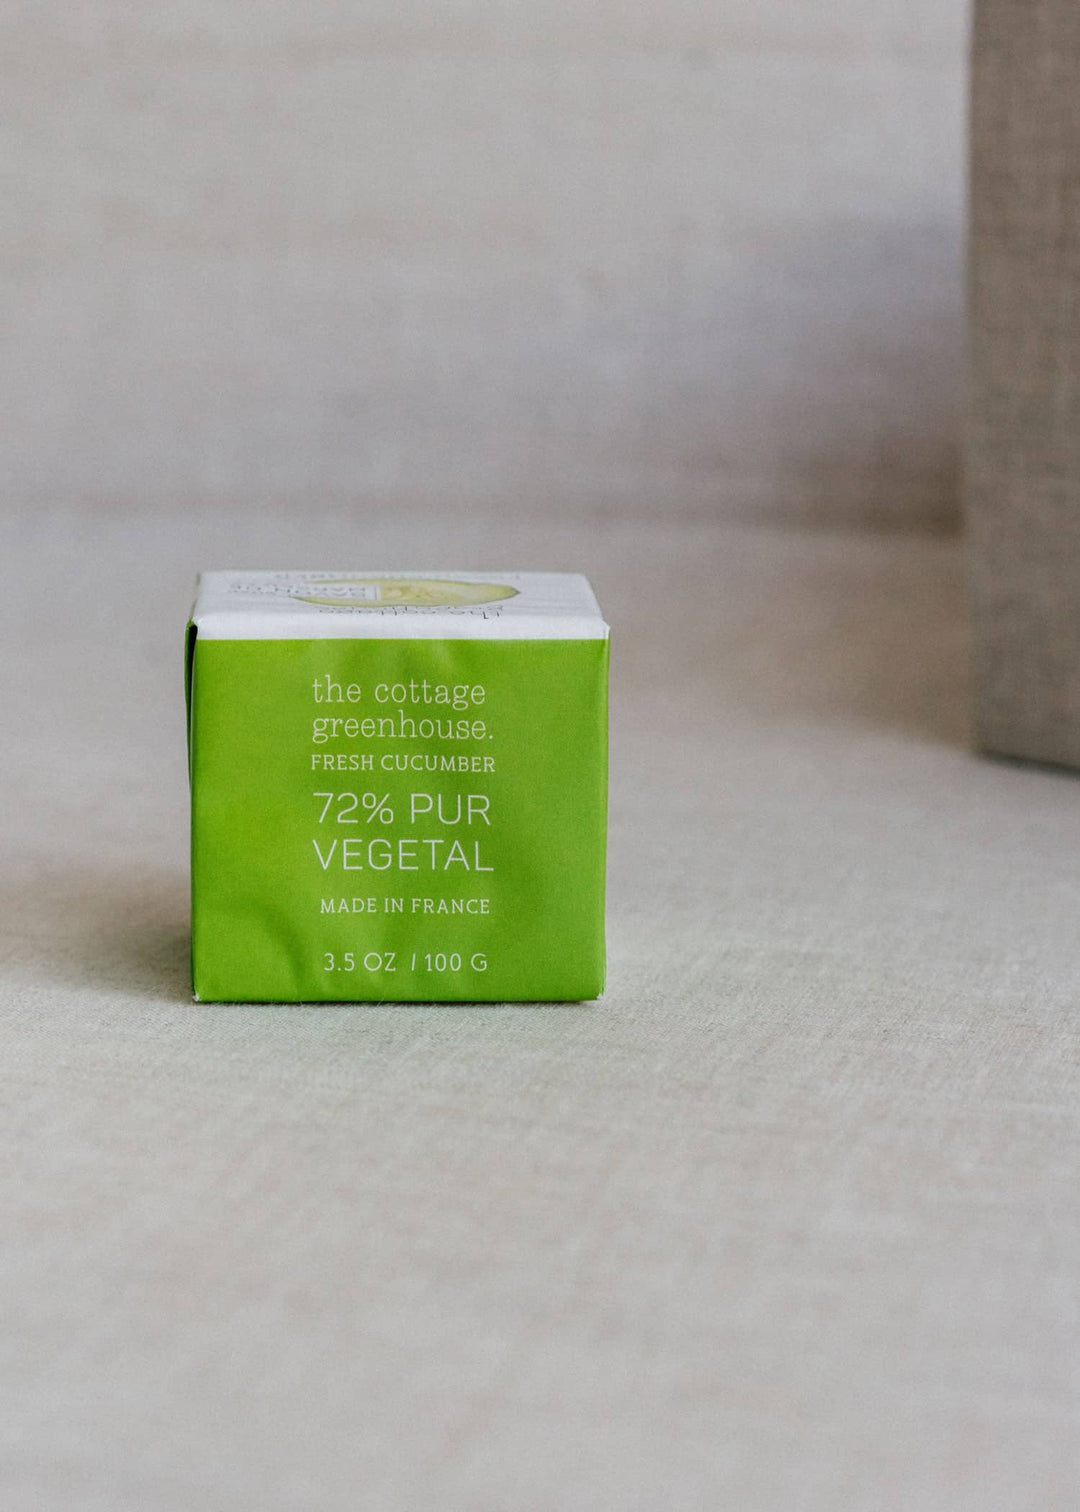 the cottage
greenhouse.
FRESH CUCUMBER
72% PUR
VEGETAL
MADE IN FRANCE
3.5 OZ / 100 G